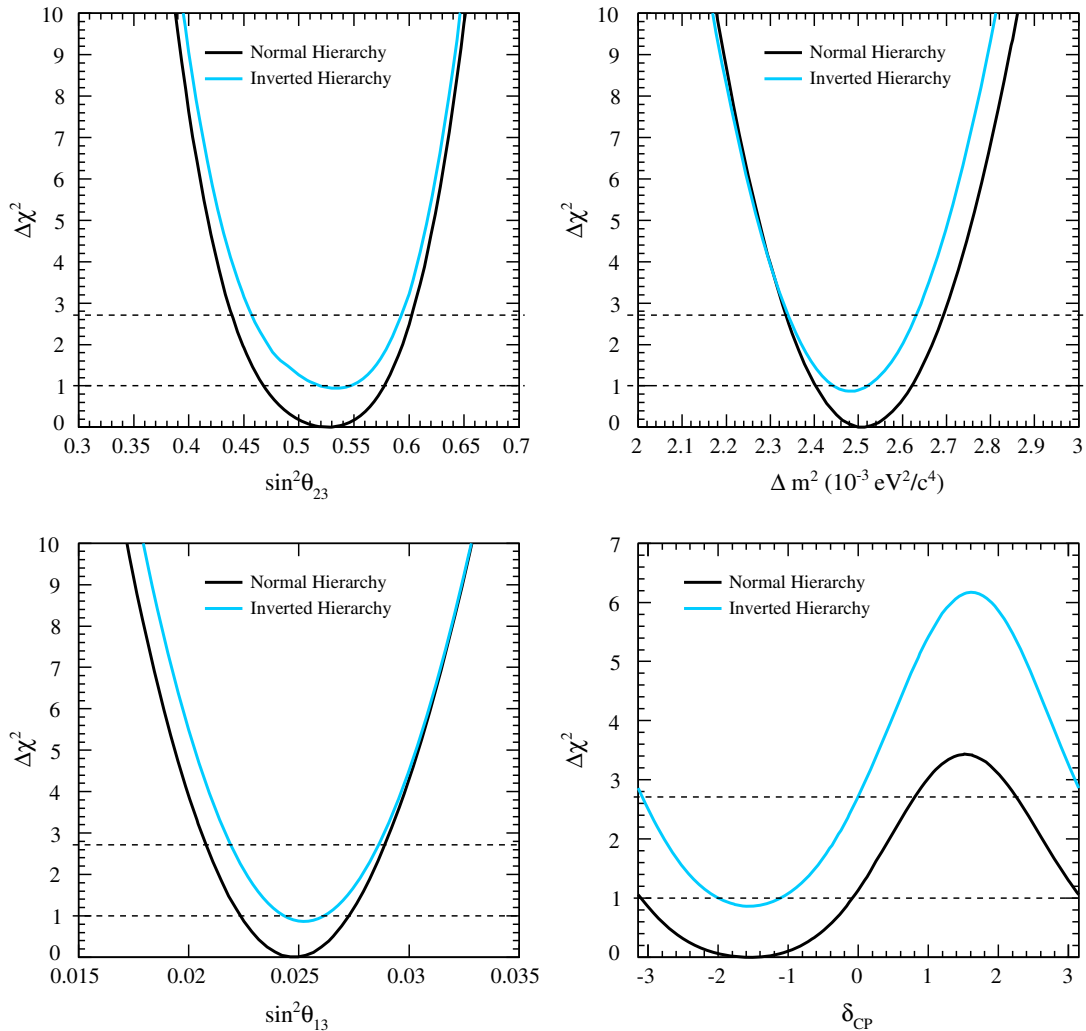 10
9
8
7
6
5
4
3
2
1
0
Δχ²
Normal Hierarchy
Inverted Hierarchy
0.3 0.35 0.4 0.45 0.5 0.55 0.6 0.65 0.7
sin²θ₂₃
10
9
8
7
6
5
4
3
2
1
0
Δχ²
Normal Hierarchy
Inverted Hierarchy
2 2.1 2.2 2.3 2.4 2.5 2.6 2.7 2.8 2.9 3
Δ m² (10⁻³ eV²/c⁴)
10
9
8
7
6
5
4
3
2
1
0
Δχ²
Normal Hierarchy
Inverted Hierarchy
0.015 0.02 0.025 0.03 0.035
sin²θ₁₃
7
6
5
4
3
2
1
0
Δχ²
Normal Hierarchy
Inverted Hierarchy
-3 -2 -1 0 1 2 3
δCP